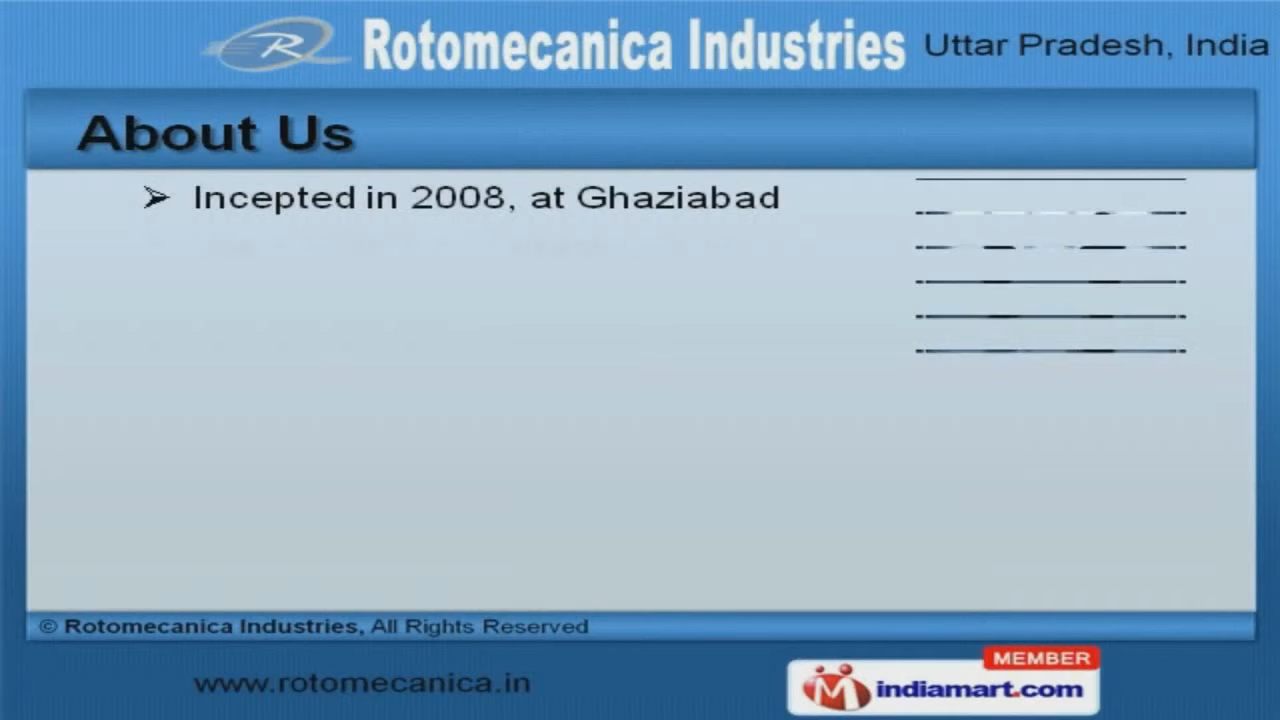 Rotomecanica Industries Uttar Pradesh, India
About Us
➢ Incepted in 2008, at Ghaziabad
© Rotomecanica Industries, All Rights Reserved
www.rotomecanica.in
MEMBER
indiamart.com